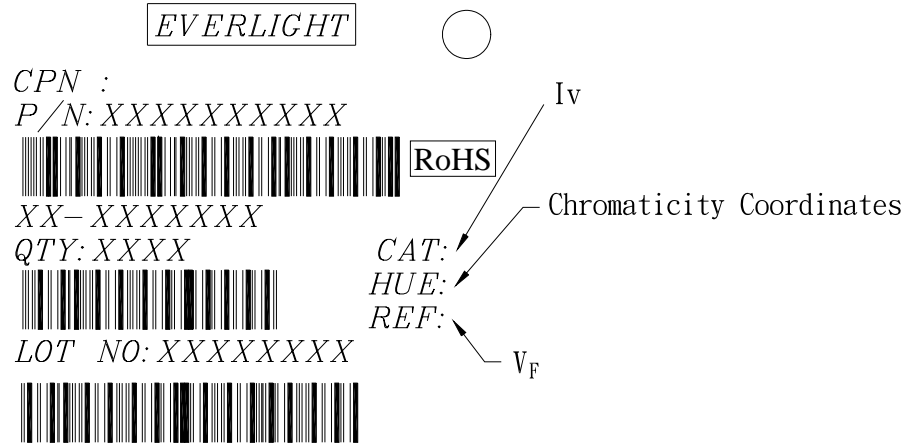 EVERLIGHT
CPN :
P/N: XXXXXXXXXX
RoHS
XX-XXXXXXX
QTY: XXXX
LOT NO: XXXXXXXX
CAT:
HUE:
REF:
Iv
Chromaticity Coordinates
VF